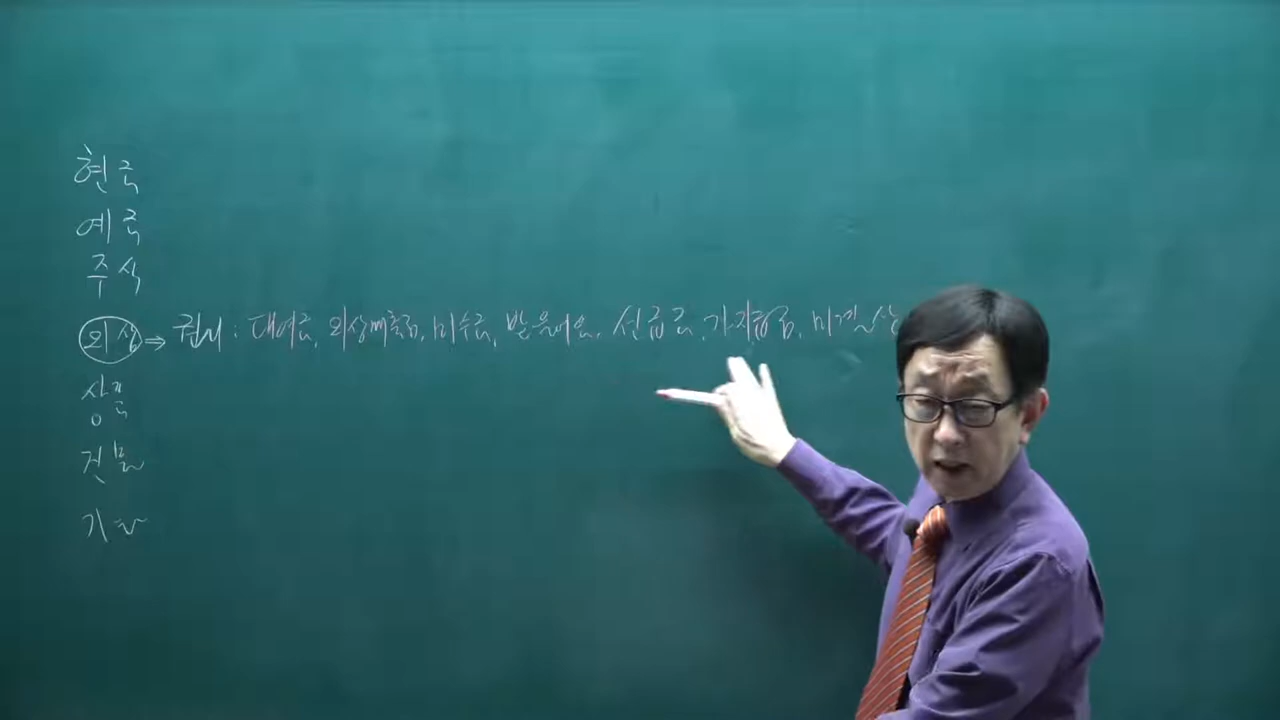 현금
예금
주식
외상 ⇒ 권리 : 대여금, 외상매출금, 미수금, 받을어음, 선급금, 가지급금, 미결산
상품
건물
기타